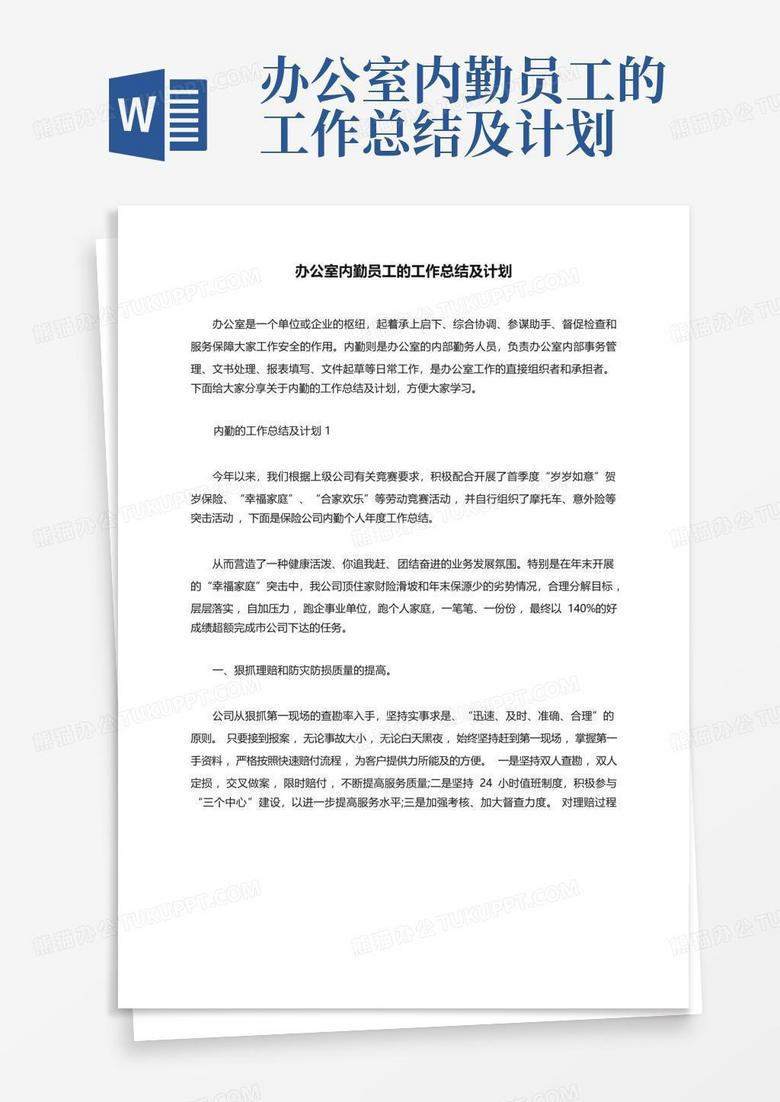 办公室内勤员工的
工作总结及计划
W
办公室内勤员工的工作总结及计划
办公室是一个单位或企业的枢纽，起着承上启下、综合协调、参谋助手、督促检查和
服务保障大家工作安全的作用。内勤则是办公室的内部勤务人员，负责办公室内部事务管
理、文书处理、报表填写、文件起草等日常工作，是办公室工作的直接组织者和承担者。
下面给大家分享关于内勤的工作总结及计划，方便大家学习。
内勤的工作总结及计划 1
今年以来，我们根据上级公司有关竞赛要求，积极配合开展了首季度“岁岁如意”贺
岁保险、“幸福家庭”、“合家欢乐”等劳动竞赛活动 ，并自行组织了摩托车、意外险等
突击活动 ，下面是保险公司内勤个人年度工作总结。
从而营造了一种健康活泼、你追我赶、团结奋进的业务发展氛围。特别是在年末开展
的“幸福家庭”突击中，我公司顶住家财险滑坡和年末保源少的劣势情况，合理分解目标 ，
层层落实 ，自加压力 ，跑企事业单位，跑个人家庭，一笔笔、一份份 ，最终以 140%的好
成绩超额完成市公司下达的任务。
一、狠抓理赔和防灾防损质量的提高。
公司从狠抓第一现场的查勘率入手，坚持实事求是、“迅速、及时、准确、合理”的
原则。 只要接到报案 ，无论事故大小 ，无论白天黑夜 ，始终坚持赶到第一现场 ，掌握第一
手资料 ，严格按照快速赔付流程 ，为客户提供力所能及的方便。 一是坚持双人查勘 ，双人
定损 ，交叉做案 ，限时赔付 ，不断提高服务质量;二是坚持 24 小时值班制度，积极参与
“三个中心”建设，以进一步提高服务水平;三是加强考核、加大督查力度。 对理赔过程
熊猫办公 TUKUPPT.COM